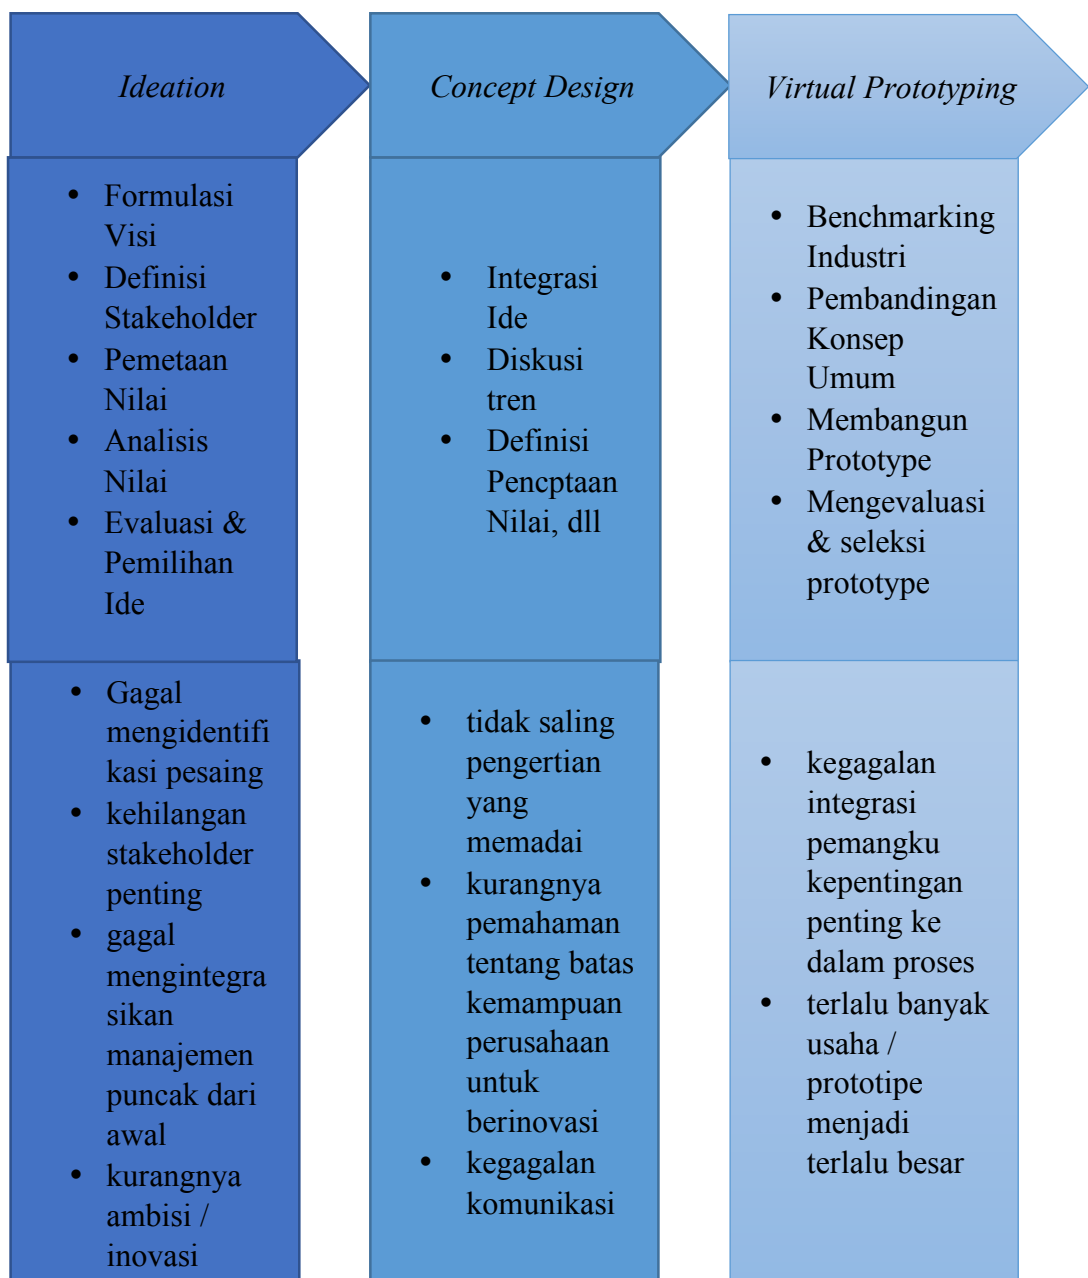 Ideation
Concept Design
Virtual Prototyping
• Formulasi
Visi
• Definisi
Stakeholder
• Pemetaan
Nilai
• Analisis
Nilai
• Evaluasi &
Pemilihan
Ide
• Integrasi
Ide
• Diskusi
tren
• Definisi
Pencptaan
Nilai, dll
• Benchmarking
Industri
• Pembandingan
Konsep
Umum
• Membangun
Prototype
• Mengevaluasi
& seleksi
prototype
• Gagal
mengidentifi
kasi pesaing
• kehilangan
stakeholder
penting
• gagal
mengintegra
sikan
manajemen
puncak dari
awal
• kurangnya
ambisi /
inovasi
• tidak saling
pengertian
yang
memadai
• kurangnya
pemahaman
tentang batas
kemampuan
perusahaan
untuk
berinovasi
• kegagalan
komunikasi
• kegagalan
integrasi
pemangku
kepentingan
penting ke
dalam proses
• terlalu banyak
usaha /
prototipe
menjadi
terlalu besar